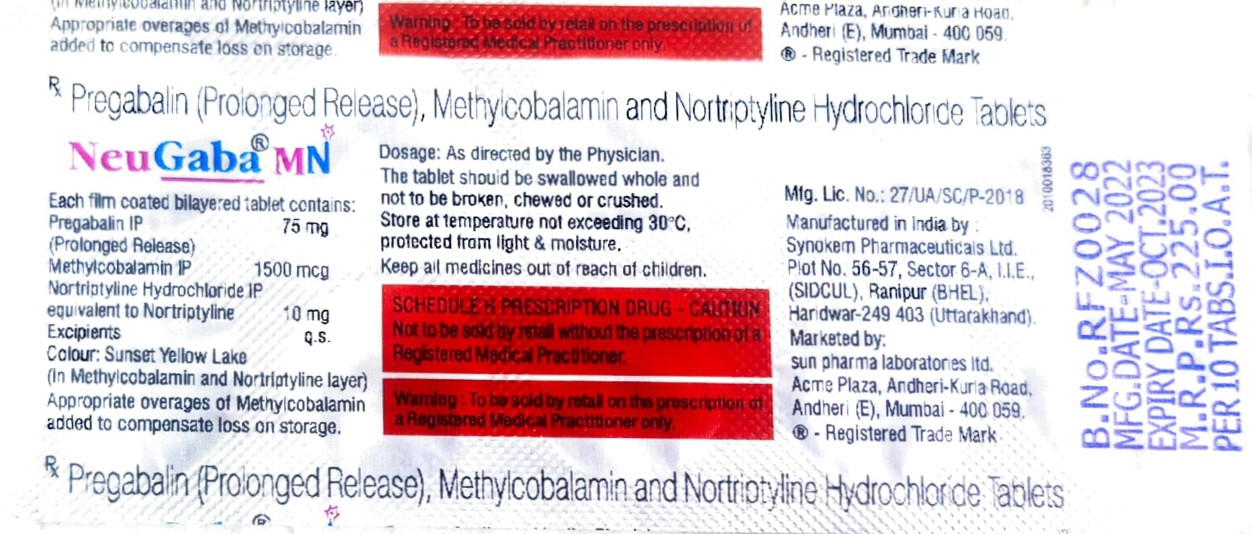 (In Methylcobalamin and Nortriptyline layer)
Appropriate overages of Methylcobalamin
added to compensate loss on storage.
Warning : To be sold by retail on the prescription of
a Registered Medical Practitioner only.
Acme Plaza, Andheri-Kurla Road,
Andheri (E), Mumbai - 400 059.
® - Registered Trade Mark
Rx Pregabalin (Prolonged Release), Methylcobalamin and Nortriptyline Hydrochloride Tablets
NeuGaba® MN
Each film coated bilayered tablet contains:
Pregabalin IP 75 mg
(Prolonged Release)
Methylcobalamin IP 1500 mcg
Nortriptyline Hydrochloride IP
equivalent to Nortriptyline 10 mg
Excipients q.s.
Colour: Sunset Yellow Lake
(In Methylcobalamin and Nortriptyline layer)
Appropriate overages of Methylcobalamin
added to compensate loss on storage.
Dosage: As directed by the Physician.
The tablet should be swallowed whole and
not to be broken, chewed or crushed.
Store at temperature not exceeding 30°C,
protected from light & moisture.
Keep all medicines out of reach of children.
SCHEDULE H PRESCRIPTION DRUG - CAUTION
Not to be sold by retail without the prescription of a
Registered Medical Practitioner.
Warning : To be sold by retail on the prescription of
a Registered Medical Practitioner only.
Mfg. Lic. No.: 27/UA/SC/P-2018
Manufactured in India by :
Synokem Pharmaceuticals Ltd.
Plot No. 56-57, Sector 6-A, I.I.E.,
(SIDCUL), Ranipur (BHEL),
Haridwar-249 403 (Uttarakhand).
Marketed by:
sun pharma laboratories ltd.
Acme Plaza, Andheri-Kurla Road,
Andheri (E), Mumbai - 400 059.
® - Registered Trade Mark
2010018363
B.No.RFZ0028
MFG.DATE-MAY 2022
EXPIRY DATE-OCT.2023
M.R.P.Rs.225.00
PER 10 TABS.I.O.A.T.
Rx Pregabalin (Prolonged Release), Methylcobalamin and Nortriptyline Hydrochloride Tablets
®